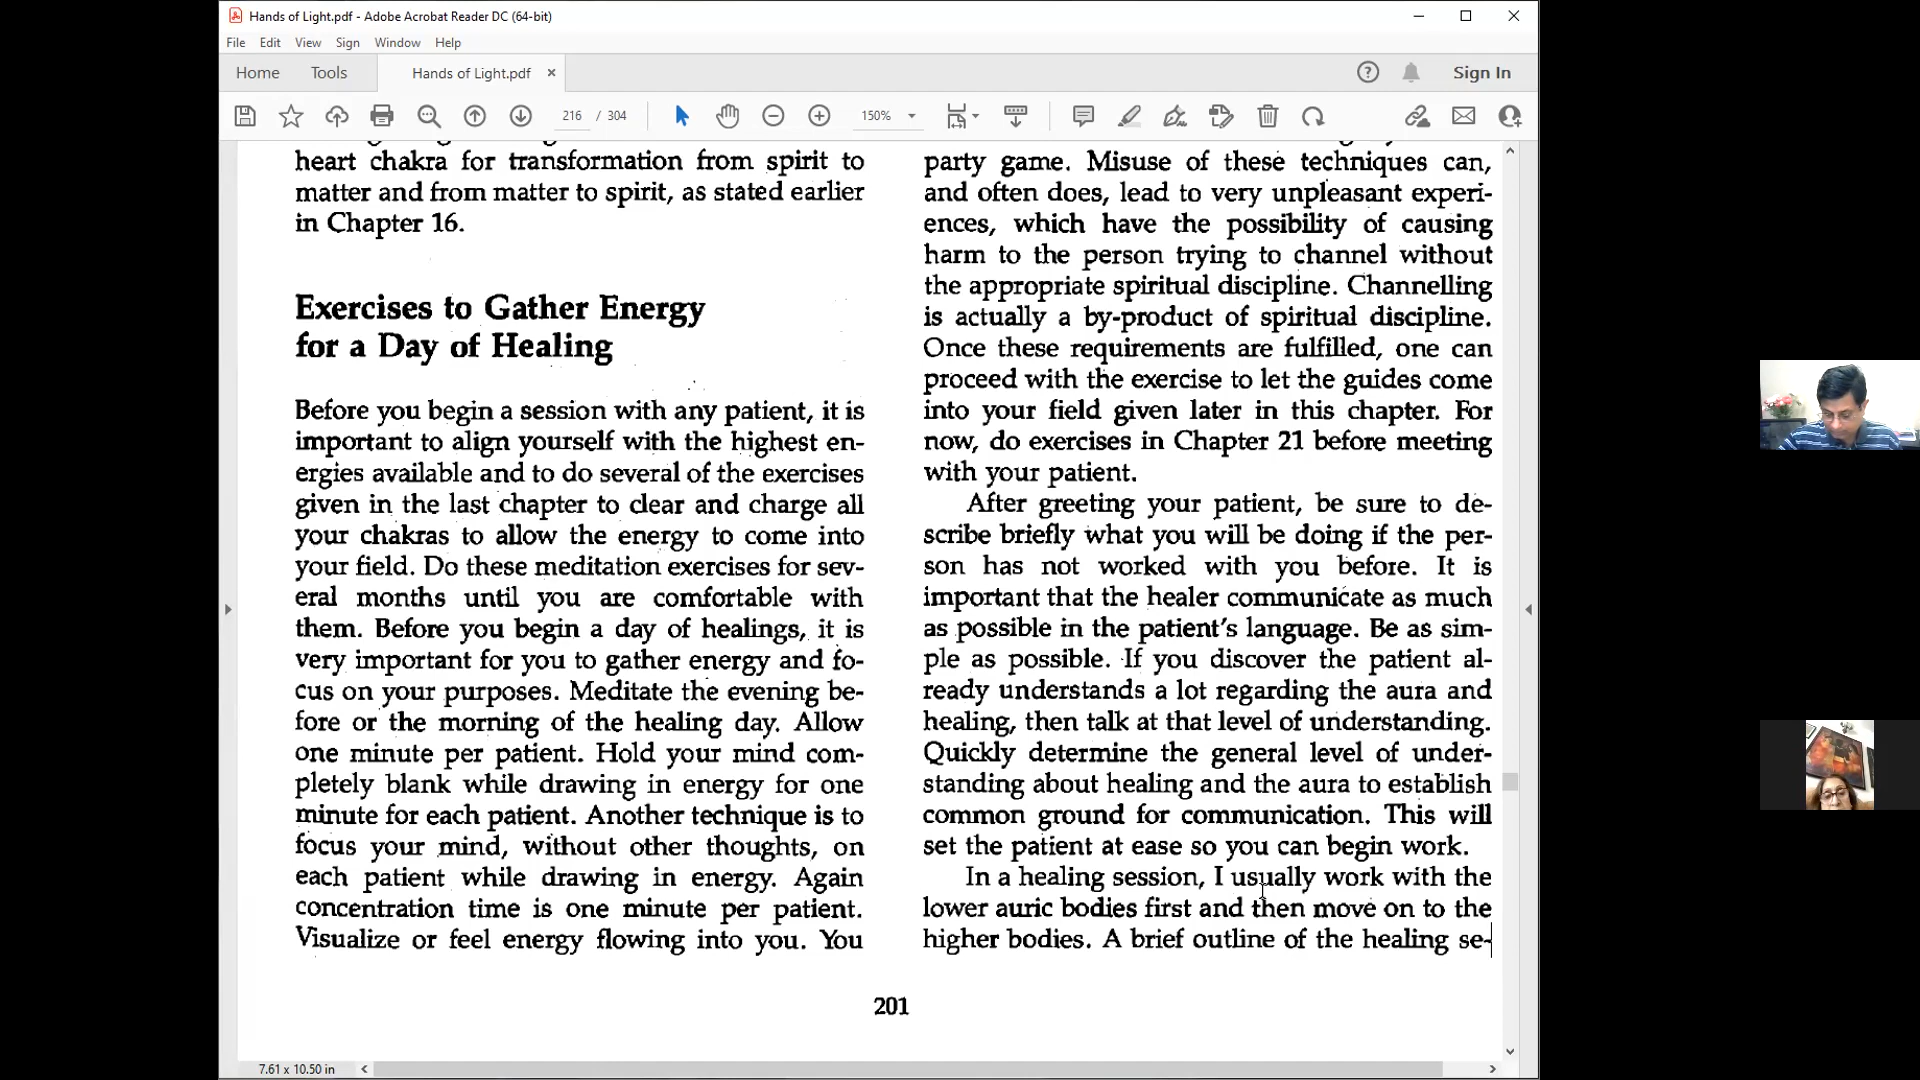 Hands of Light.pdf - Adobe Acrobat Reader DC (64-bit)
File Edit View Sign Window Help
Home Tools Hands of Light.pdf × Sign In
216 / 304 150%
heart chakra for transformation from spirit to
matter and from matter to spirit, as stated earlier
in Chapter 16.
Exercises to Gather Energy
for a Day of Healing
Before you begin a session with any patient, it is
important to align yourself with the highest en-
ergies available and to do several of the exercises
given in the last chapter to clear and charge all
your chakras to allow the energy to come into
your field. Do these meditation exercises for sev-
eral months until you are comfortable with
them. Before you begin a day of healings, it is
very important for you to gather energy and fo-
cus on your purposes. Meditate the evening be-
fore or the morning of the healing day. Allow
one minute per patient. Hold your mind com-
pletely blank while drawing in energy for one
minute for each patient. Another technique is to
focus your mind, without other thoughts, on
each patient while drawing in energy. Again
concentration time is one minute per patient.
Visualize or feel energy flowing into you. You
party game. Misuse of these techniques can,
and often does, lead to very unpleasant experi-
ences, which have the possibility of causing
harm to the person trying to channel without
the appropriate spiritual discipline. Channelling
is actually a by-product of spiritual discipline.
Once these requirements are fulfilled, one can
proceed with the exercise to let the guides come
into your field given later in this chapter. For
now, do exercises in Chapter 21 before meeting
with your patient.
After greeting your patient, be sure to de-
scribe briefly what you will be doing if the per-
son has not worked with you before. It is
important that the healer communicate as much
as possible in the patient's language. Be as sim-
ple as possible. If you discover the patient al-
ready understands a lot regarding the aura and
healing, then talk at that level of understanding.
Quickly determine the general level of under-
standing about healing and the aura to establish
common ground for communication. This will
set the patient at ease so you can begin work.
In a healing session, I usually work with the
lower auric bodies first and then move on to the
higher bodies. A brief outline of the healing se-
201
7.61 x 10.50 in